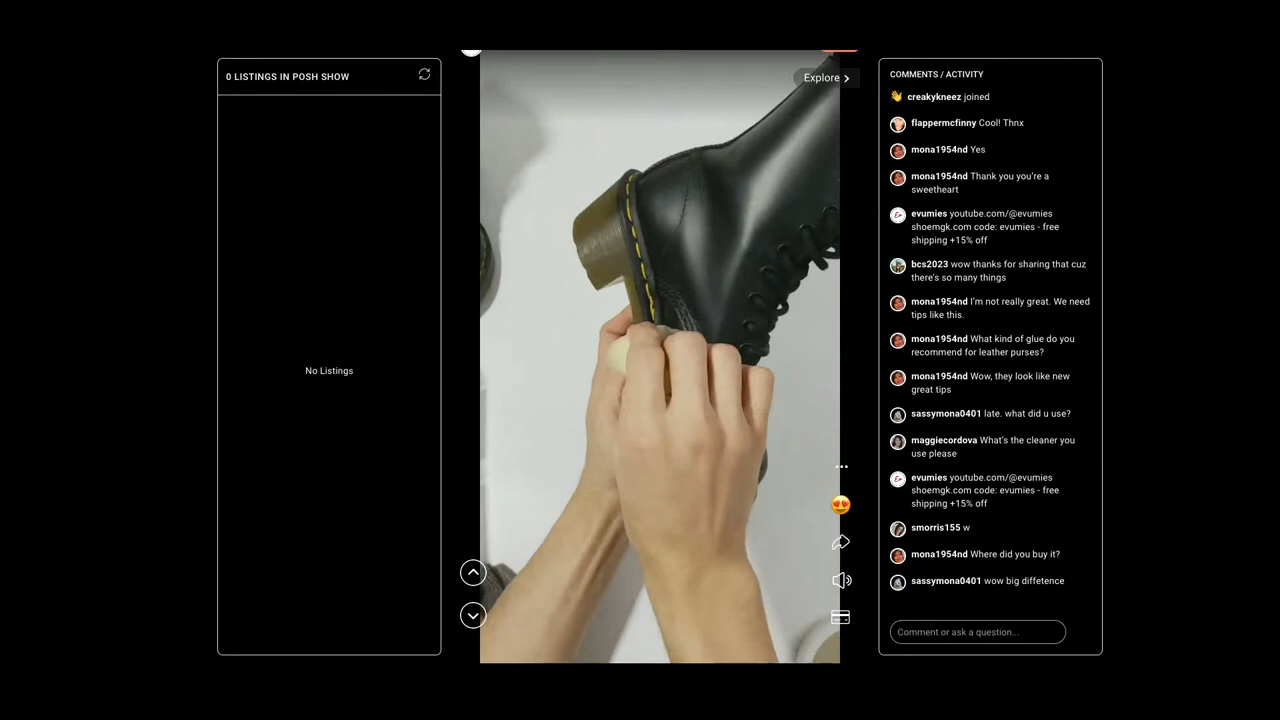 0 LISTINGS IN POSH SHOW
No Listings
Explore
COMMENTS / ACTIVITY
creakykneez joined
flappermcfinny Cool! Thnx
mona1954nd Yes
mona1954nd Thank you you're a
sweetheart
evumies youtube.com/@evumies
shoemgk.com code: evumies - free
shipping +15% off
bcs2023 wow thanks for sharing that cuz
there's so many things
mona1954nd I'm not really great. We need
tips like this.
mona1954nd What kind of glue do you
recommend for leather purses?
mona1954nd Wow, they look like new
great tips
sassymona0401 late. what did u use?
maggiecordova What's the cleaner you
use please
evumies youtube.com/@evumies
shoemgk.com code: evumies - free
shipping +15% off
smorris155 w
mona1954nd Where did you buy it?
sassymona0401 wow big diffetence
Comment or ask a question...